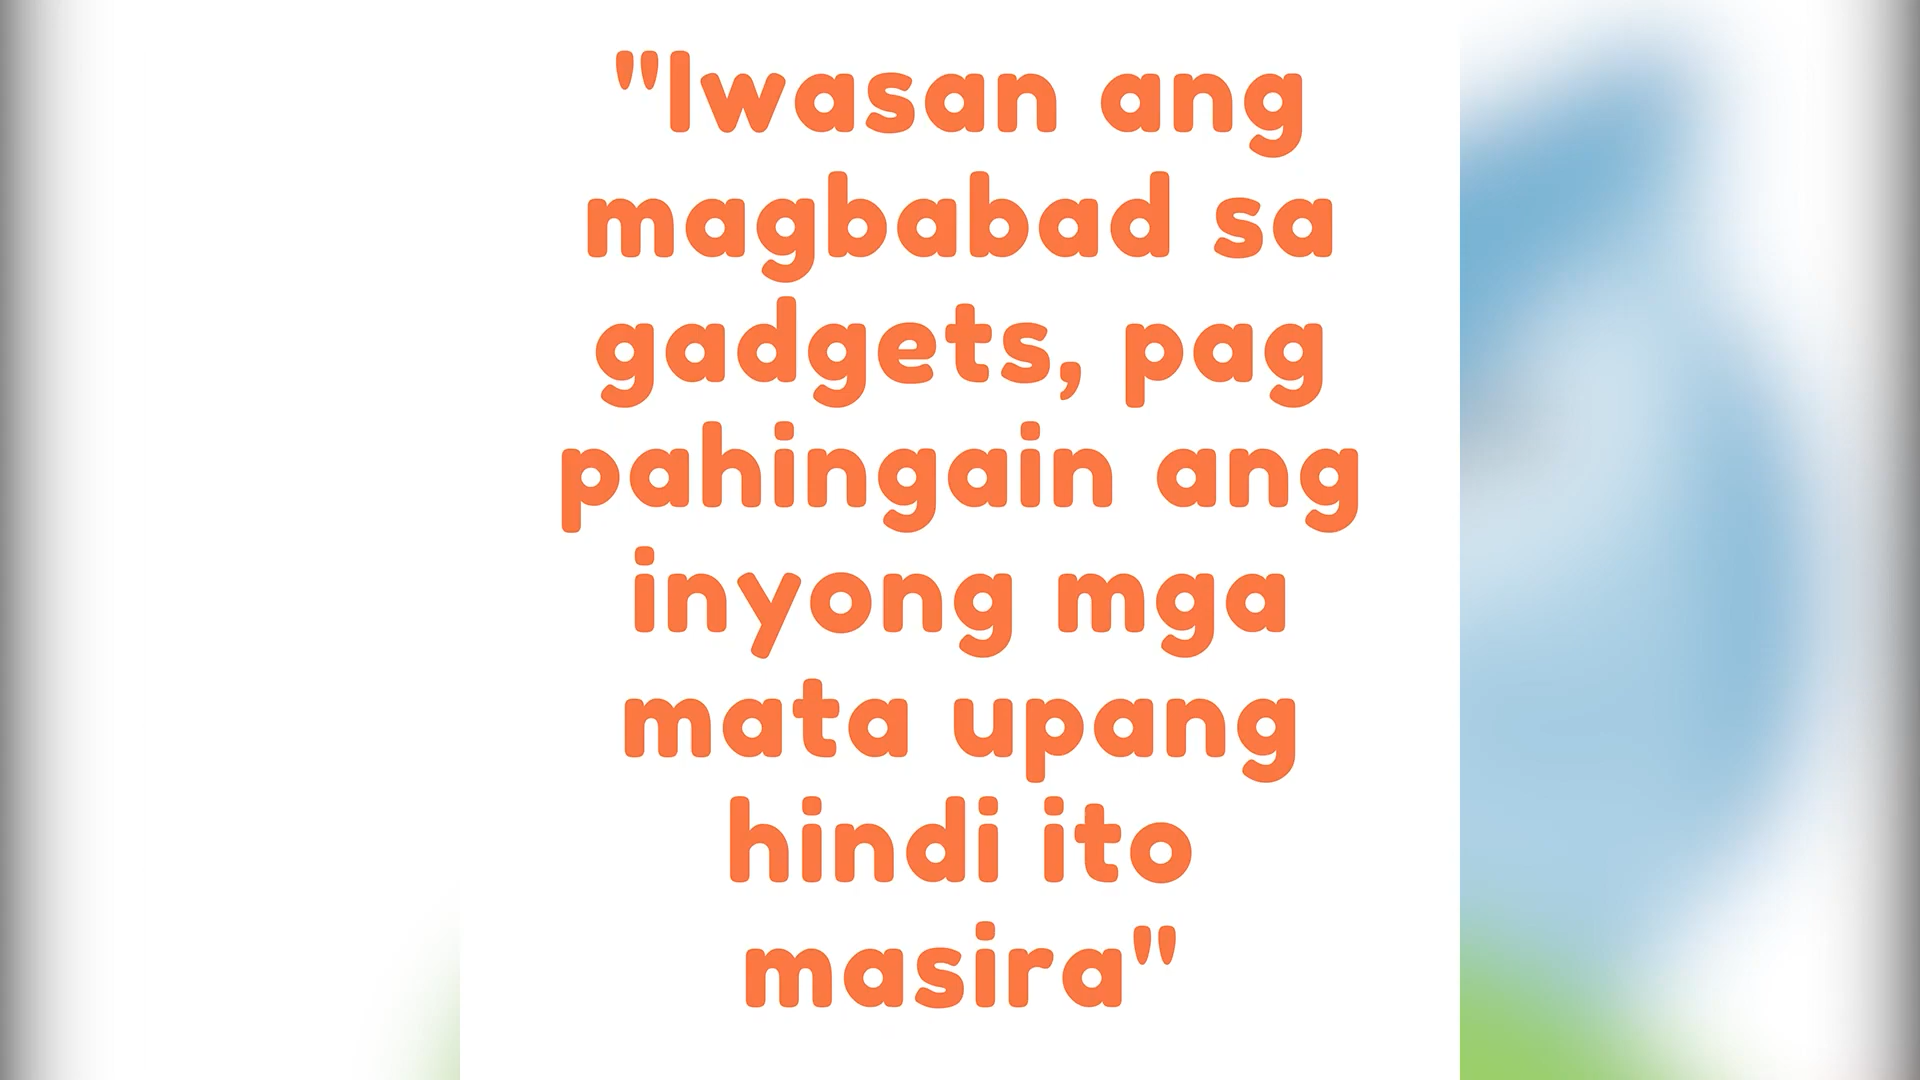 "Iwasan ang
magbabad sa
gadgets, pag
pahingain ang
inyong mga
mata upang
hindi ito
masira"